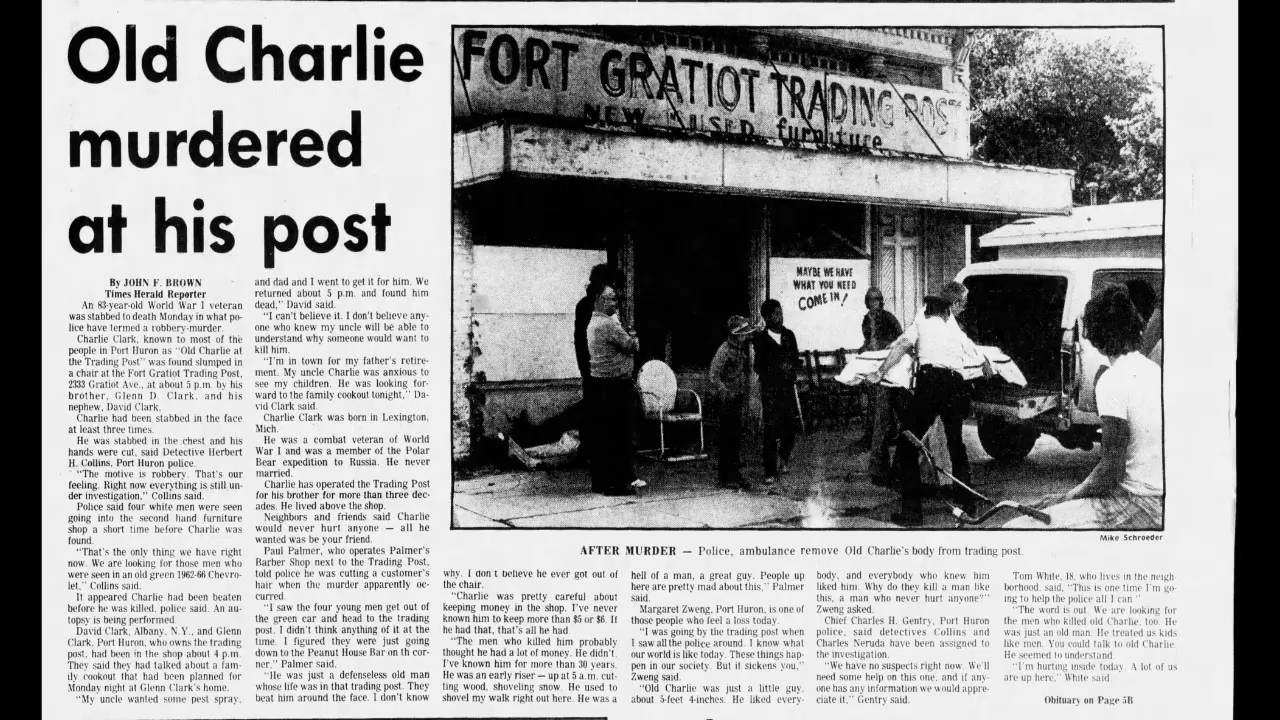 Old Charlie
murdered
at his post
By JOHN F. BROWN
Times Herald Reporter
An 83-year-old World War I veteran
was stabbed to death Monday in what po-
lice have termed a robbery-murder.
Charlie Clark, known to most of the
people in Port Huron as "Old Charlie at
the Trading Post" was found slumped in
a chair at the Fort Gratiot Trading Post,
2333 Gratiot Ave., at about 5 p.m. by his
brother, Glenn D. Clark, and his
nephew, David Clark.
Charlie had been stabbed in the face
at least three times.
He was stabbed in the chest and his
hands were cut, said Detective Herbert
H. Collins, Port Huron police.
"The motive is robbery. That's our
feeling. Right now everything is still un-
der investigation," Collins said.
Police said four white men were seen
going into the second hand furniture
shop a short time before Charlie was
found.
"That's the only thing we have right
now. We are looking for those men who
were seen in an old green 1962-66 Chevro-
let," Collins said.
It appeared Charlie had been beaten
before he was killed, police said. An au-
topsy is being performed.
David Clark, Albany, N.Y., and Glenn
Clark, Port Huron, who owns the trading
post, had been in the shop about 4 p.m.
They said they had talked about a fam-
ily cookout that had been planned for
Monday night at Glenn Clark's home.
"My uncle wanted some pest spray,
and dad and I went to get it for him. We
returned about 5 p.m. and found him
dead," David said.
"I can't believe it. I don't believe any-
one who knew my uncle will be able to
understand why someone would want to
kill him.
"I'm in town for my father's retire-
ment. My uncle Charlie was anxious to
see my children. He was looking for-
ward to the family cookout tonight," Da-
vid Clark said.
Charlie Clark was born in Lexington,
Mich.
He was a combat veteran of World
War I and was a member of the Polar
Bear expedition to Russia. He never
married.
Charlie has operated the Trading Post
for his brother for more than three dec-
ades. He lived above the shop.
Neighbors and friends said Charlie
would never hurt anyone — all he
wanted was be your friend.
Paul Palmer, who operates Palmer's
Barber Shop next to the Trading Post,
told police he was cutting a customer's
hair when the murder apparently oc-
curred.
"I saw the four young men get out of
the green car and head to the trading
post. I didn't think anything of it at the
time. I figured they were just going
down to the Peanut House Bar on th cor-
ner," Palmer said.
"He was just a defenseless old man
whose life was in that trading post. They
beat him around the face. I don't know
FORT GRATIOT TRADING POST
NEW & USED furniture
MAYBE WE HAVE
WHAT YOU NEED
COME IN!
Mike Schroeder
AFTER MURDER — Police, ambulance remove Old Charlie's body from trading post.
why. I don't believe he ever got out of
the chair.
"Charlie was pretty careful about
keeping money in the shop. I've never
known him to keep more than $5 or $6. If
he had that, that's all he had.
"The men who killed him probably
thought he had a lot of money. He didn't.
I've known him for more than 30 years.
He was an early riser — up at 5 a.m. cut-
ting wood, shoveling snow. He used to
shovel my walk right out here. He was a
hell of a man, a great guy. People up
here are pretty mad about this," Palmer
said.
Margaret Zweng, Port Huron, is one of
those people who feel a loss today.
"I was going by the trading post when
I saw all the police around. I know what
our world is like today. These things hap-
pen in our society. But it sickens you,"
Zweng said.
"Old Charlie was just a little guy,
about 5-feet 4-inches. He liked every-
body, and everybody who knew him
liked him. Why do they kill a man like
this, a man who never hurt anyone?"
Zweng asked.
Chief Charles H. Gentry, Port Huron
police, said detectives Collins and
Charles Neruda have been assigned to
the investigation.
"We have no suspects right now. We'll
need some help on this one, and if any-
one has any information we would appre-
ciate it," Gentry said.
Tom White, 18, who lives in the neigh-
borhood, said, "This is one time I'm go-
ing to help the police all I can."
"The word is out. We are looking for
the men who killed old Charlie, too. He
was just an old man. He treated us kids
like men. You could talk to old Charlie.
He seemed to understand.
"I'm hurting inside today. A lot of us
are up here," White said.
Obituary on Page 5B